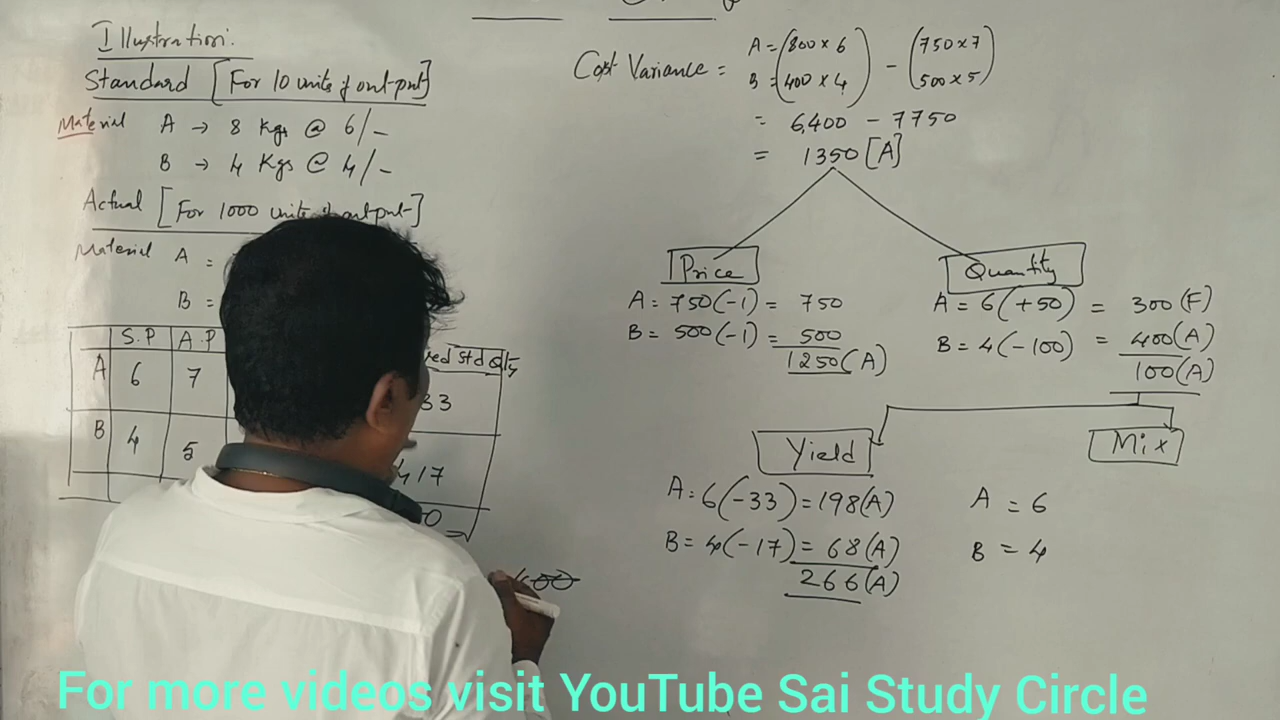 Illustration:
Standard [For 10 units of output]
Material A → 8 Kgs @ 6/-
B → 4 Kgs @ 4/-
Actual [For 1000 units of output]
Material A =
B =
S.P A.P Std Qty
A 6 7 33
B 4 5 417
Cost Variance = A = (800 x 6) - (750 x 7)
B = (400 x 4) (500 x 5)
= 6,400 - 7750
= 1350 [A]
Price
A = 750(-1) = 750
B = 500(-1) = 500
1250(A)
Quantity
A = 6(+50) = 300(F)
B = 4(-100) = 400(A)
100(A)
Yield
A = 6(-33) = 198(A)
B = 4(-17) = 68(A)
266(A)
Mix
A = 6
B = 4
For more videos visit YouTube Sai Study Circle